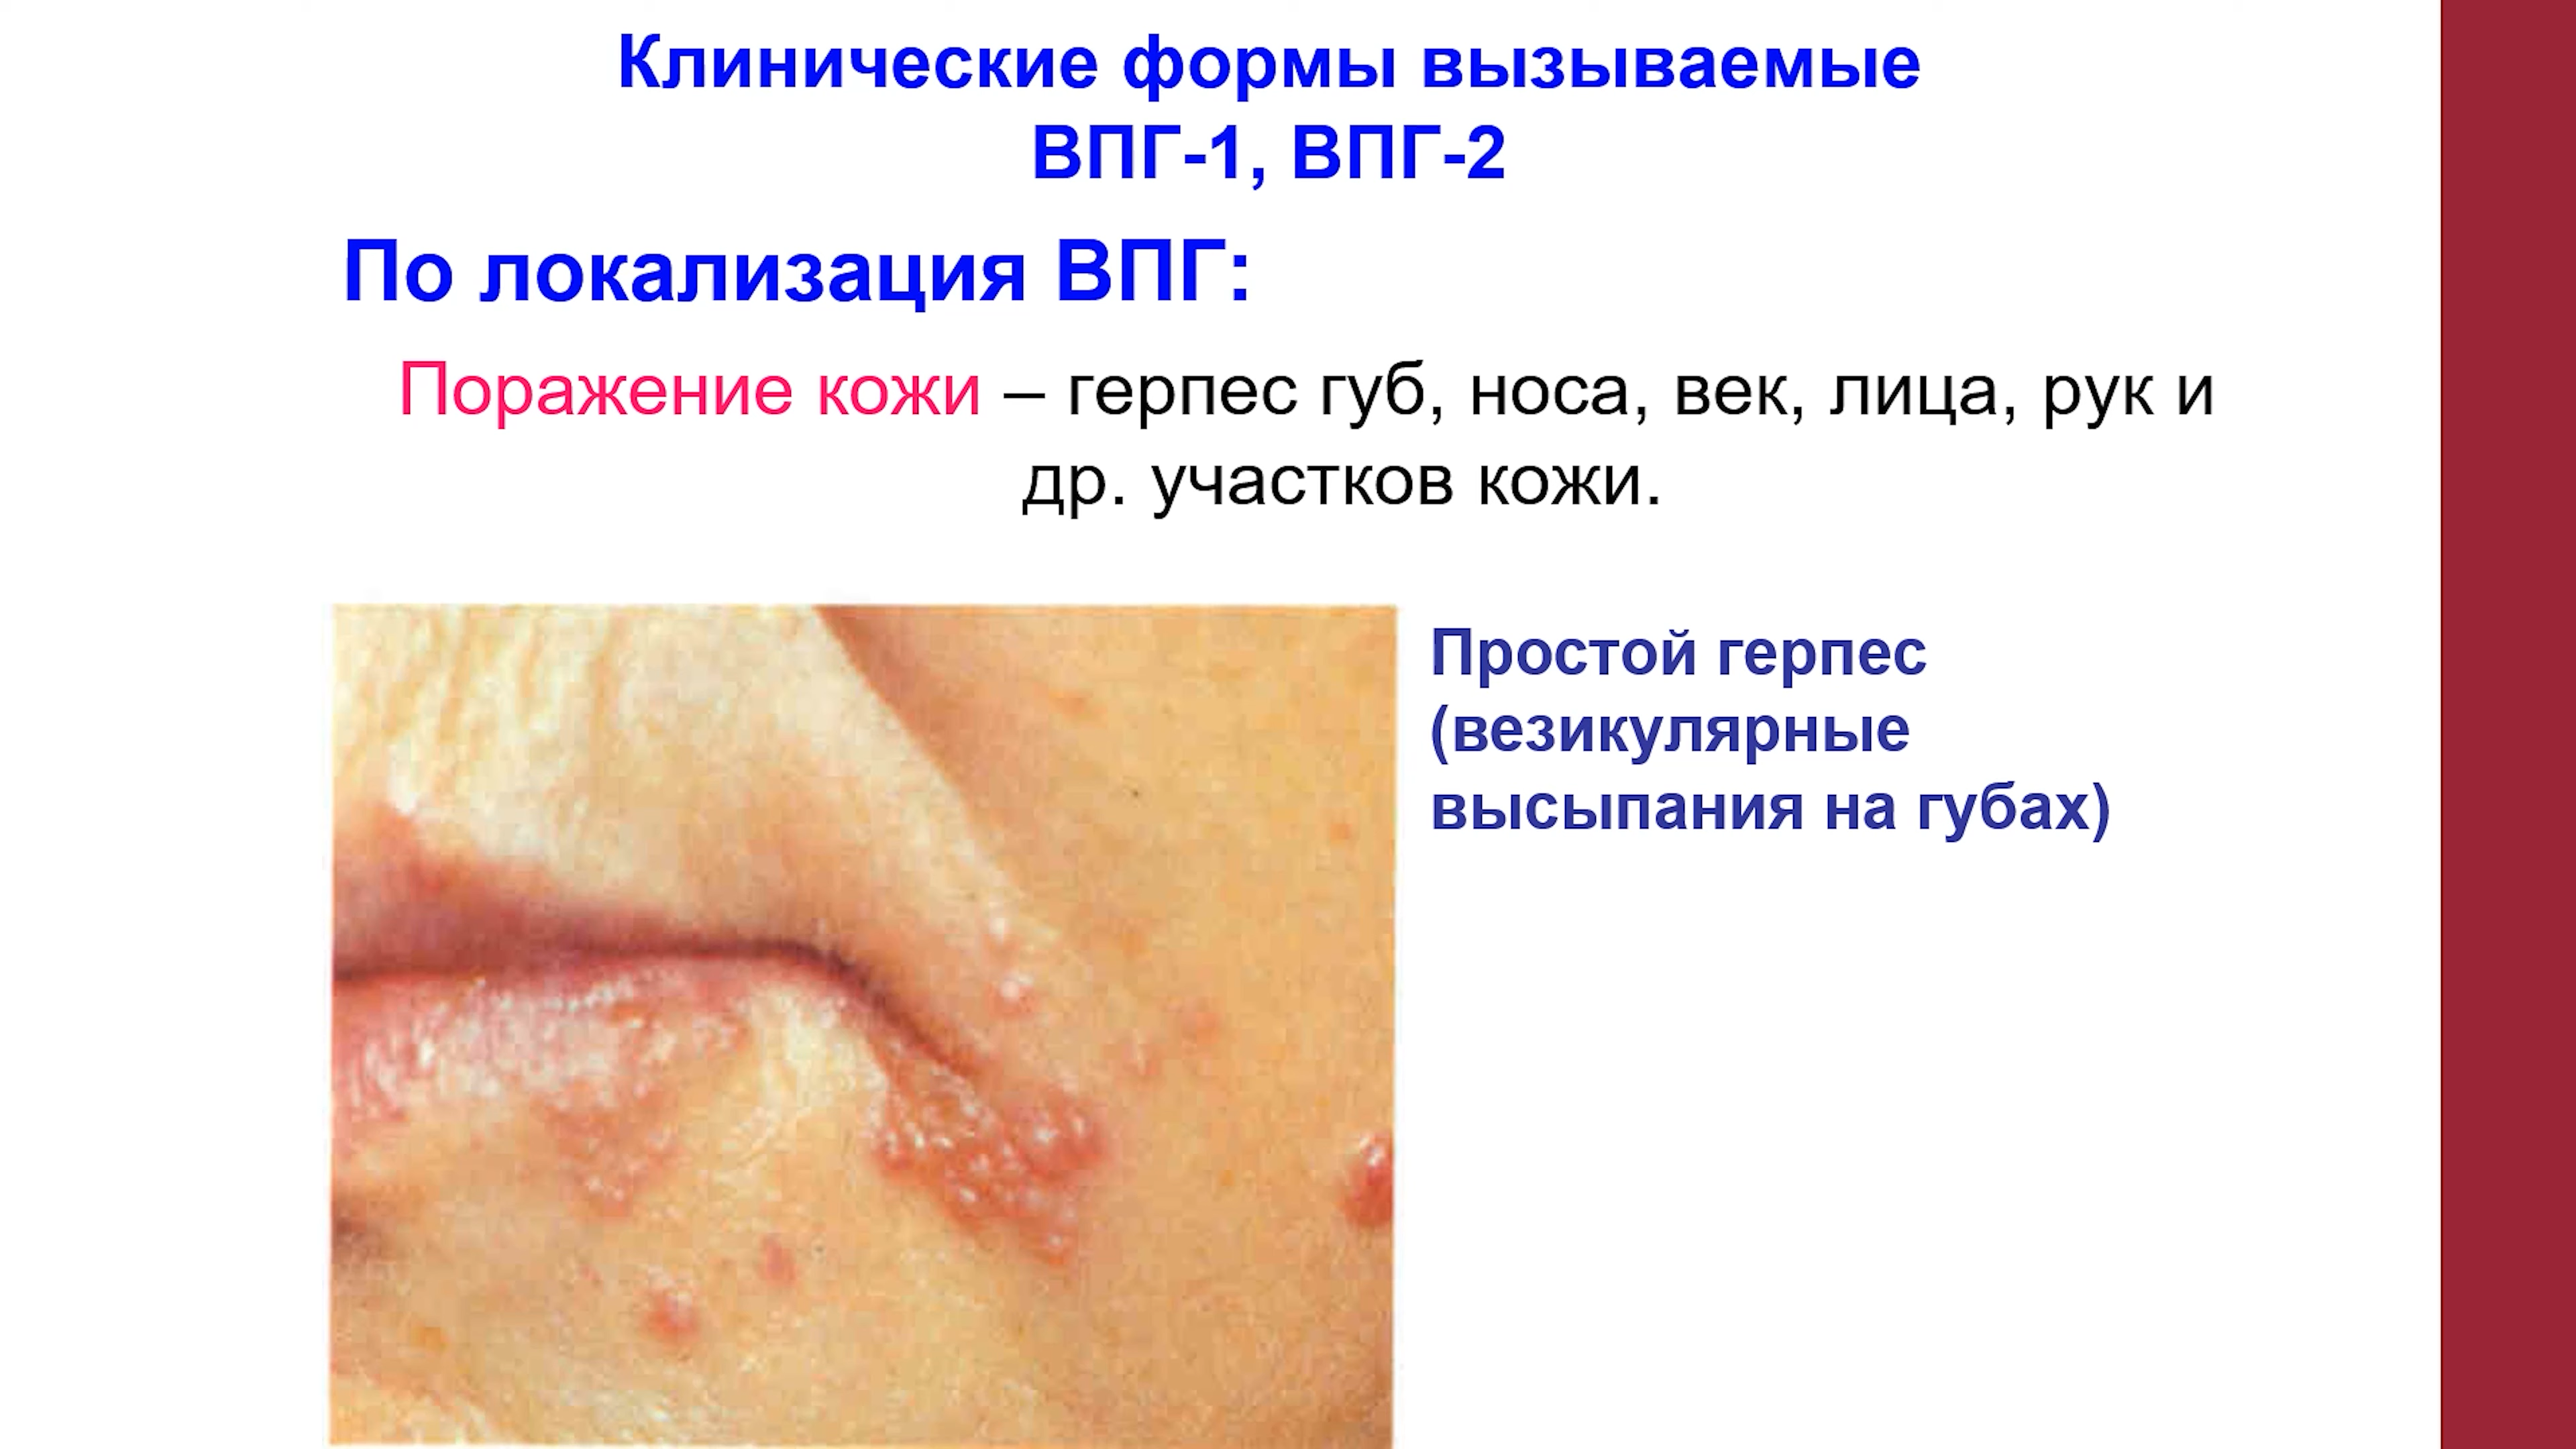 Клинические формы вызываемые
ВПГ-1, ВПГ-2
По локализация ВПГ:
Поражение кожи – герпес губ, носа, век, лица, рук и
др. участков кожи.
Простой герпес
(везикулярные
высыпания на губах)